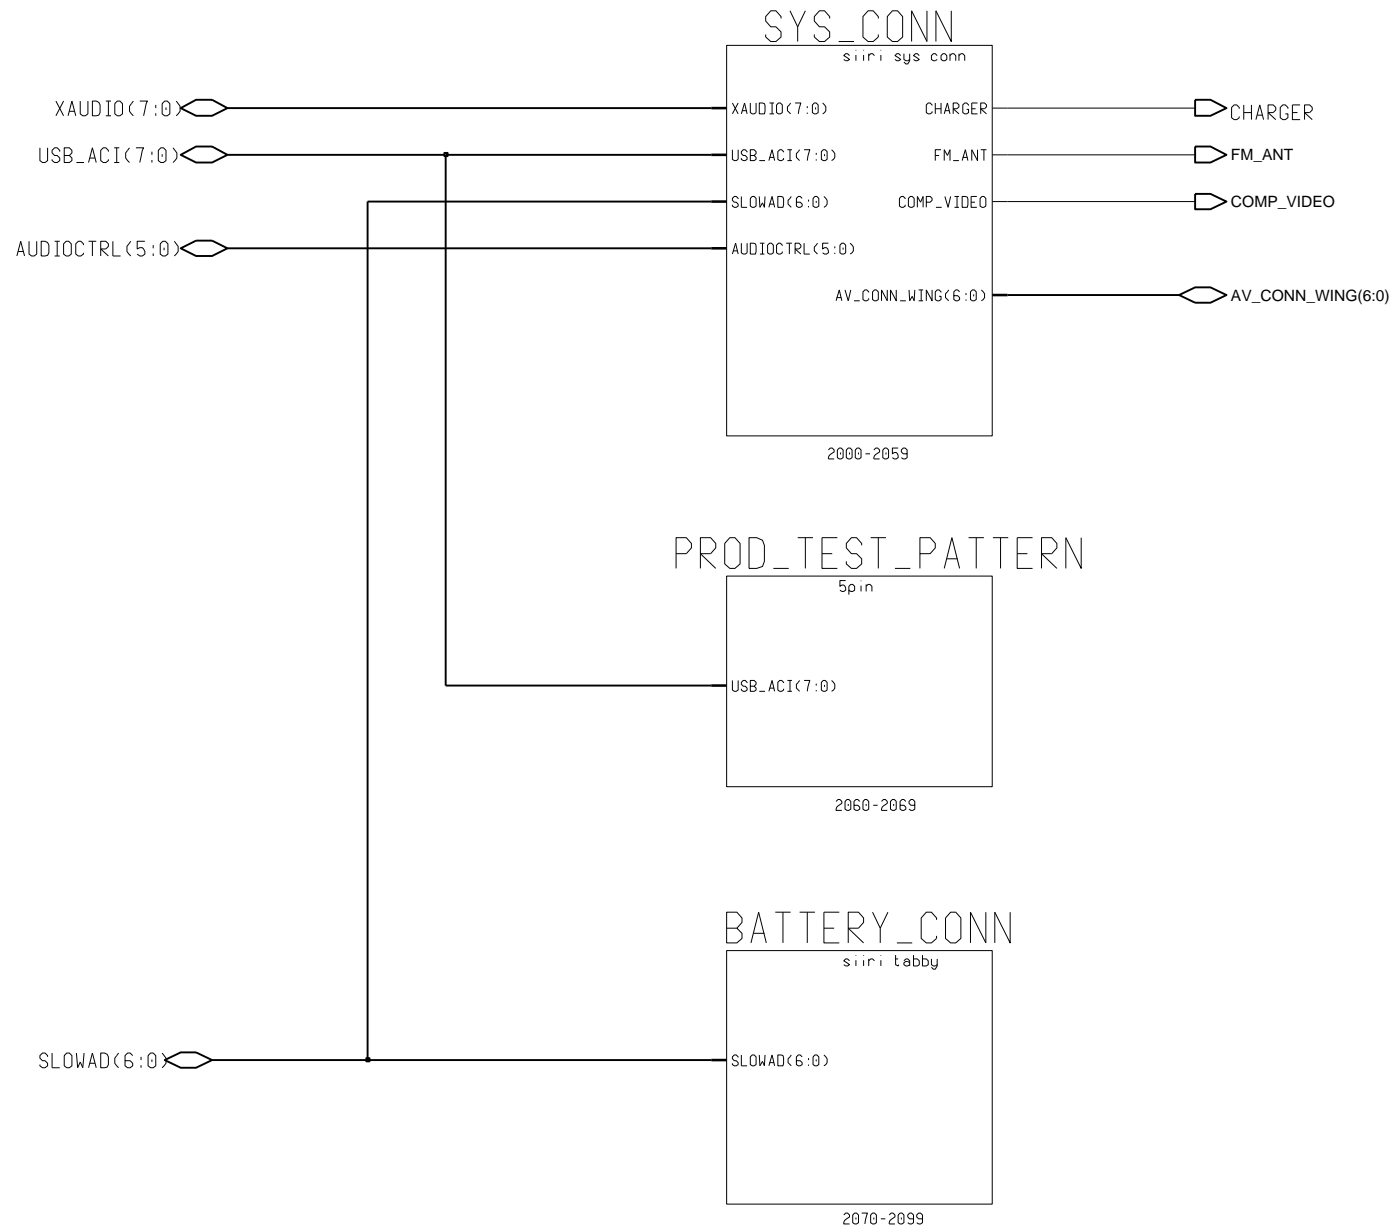 SYS_CONN
siiri sys conn
XAUDIO(7:0)
XAUDIO(7:0)
CHARGER
CHARGER
USB_ACI(7:0)
USB_ACI(7:0)
FM_ANT
FM_ANT
SLOWAD(6:0)
COMP_VIDEO
COMP_VIDEO
AUDIOCTRL(5:0)
AUDIOCTRL(5:0)
AV_CONN_WING(6:0)
AV_CONN_WING(6:0)
2000-2059
PROD_TEST_PATTERN
5pin
USB_ACI(7:0)
2060-2069
BATTERY_CONN
siiri tabby
SLOWAD(6:0)
SLOWAD(6:0)
2070-2099